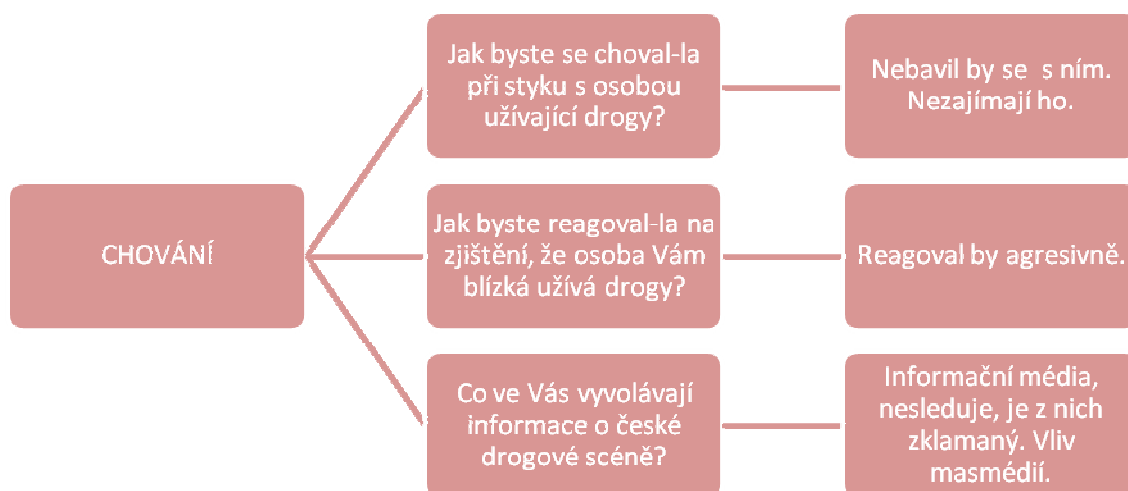 CHOVÁNÍ
Jak byste se choval-la
při styku s osobou
užívající drogy?
Nebavil by se  s ním.
Nezajímají ho.
Jak byste reagoval-la na
zjištění, že osoba Vám
blízká užívá drogy?
Reagoval by agresivně.
Co ve Vás vyvolávají
informace o české
drogové scéně?
Informační média,
nesleduje, je z nich
zklamaný. Vliv
masmédií.